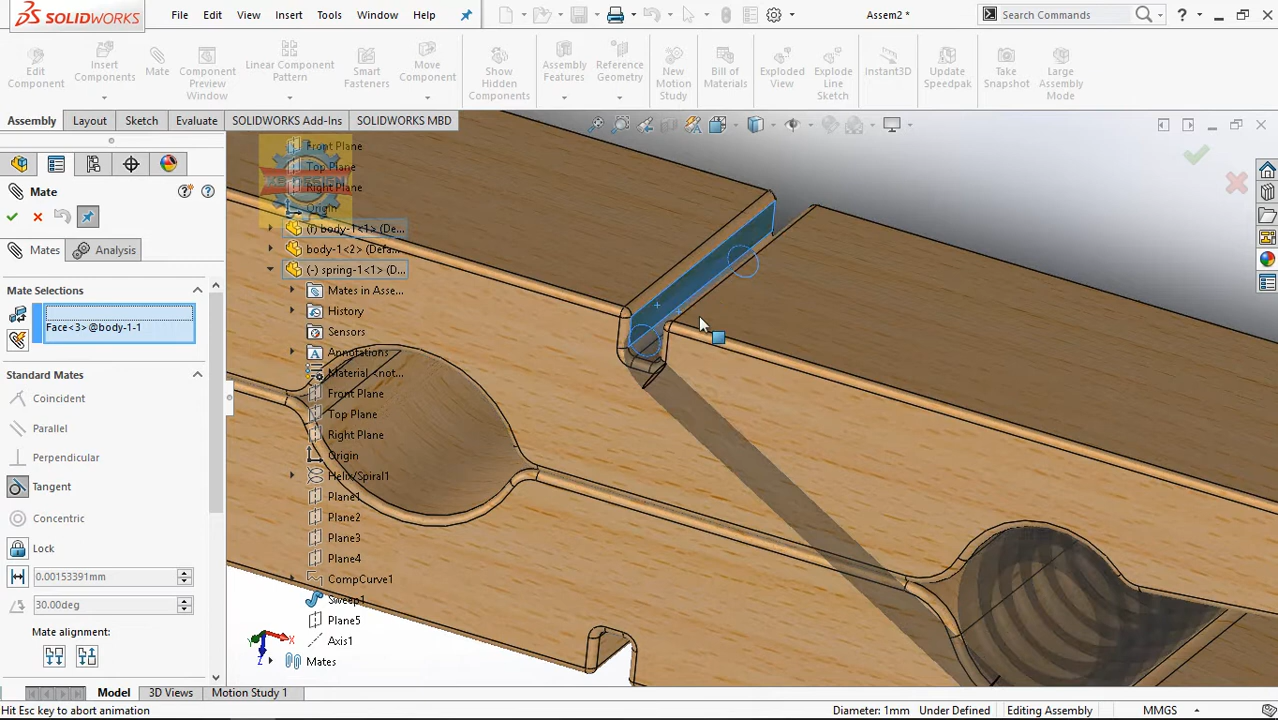 SOLIDWORKS
File Edit View Insert Tools Window Help
Assem2 *
Search Commands
Edit Component
Insert Components
Mate
Component Preview Window
Linear Component Pattern
Smart Fasteners
Move Component
Show Hidden Components
Assembly Features
Reference Geometry
New Motion Study
Bill of Materials
Exploded View
Explode Line Sketch
Instant3D
Update Speedpak
Take Snapshot
Large Assembly Mode
Assembly Layout Sketch Evaluate SOLIDWORKS Add-Ins SOLIDWORKS MBD
Mate
Mates Analysis
Mate Selections
Face<3>@body-1-1
Standard Mates
Coincident
Parallel
Perpendicular
Tangent
Concentric
Lock
0.00153391mm
30.00deg
Mate alignment:
Front Plane
Top Plane
Right Plane
Origin
(f) body-1<1> (De...
body-1<2> (Defa...
(-) spring-1<1> (D...
Mates in Asse...
History
Sensors
Annotations
Material <not...
Front Plane
Top Plane
Right Plane
Origin
Helix/Spiral1
Plane1
Plane2
Plane3
Plane4
CompCurve1
Sweep1
Plane5
Axis1
Mates
X
Z
Model 3D Views Motion Study 1
Hit Esc key to abort animation
Diameter: 1mm Under Defined Editing Assembly MMGS